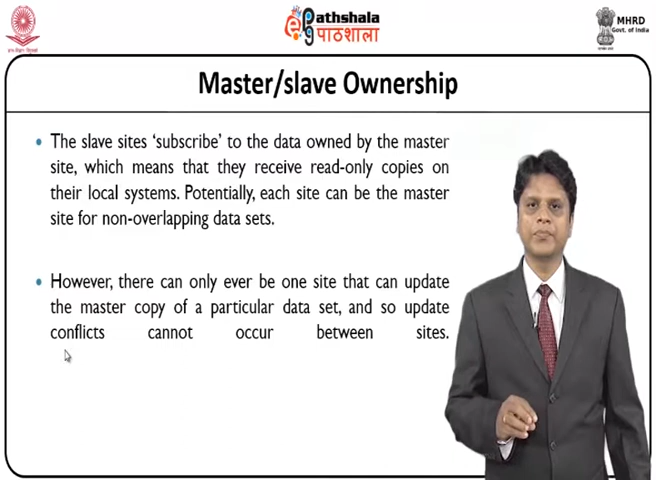 ePathshala
पाठशाला
MHRD
Govt. of India
Master/slave Ownership
• The slave sites ‘subscribe’ to the data owned by the master
site, which means that they receive read-only copies on
their local systems. Potentially, each site can be the master
site for non-overlapping data sets.
• However, there can only ever be one site that can update
the master copy of a particular data set, and so update
conflicts cannot occur between sites.